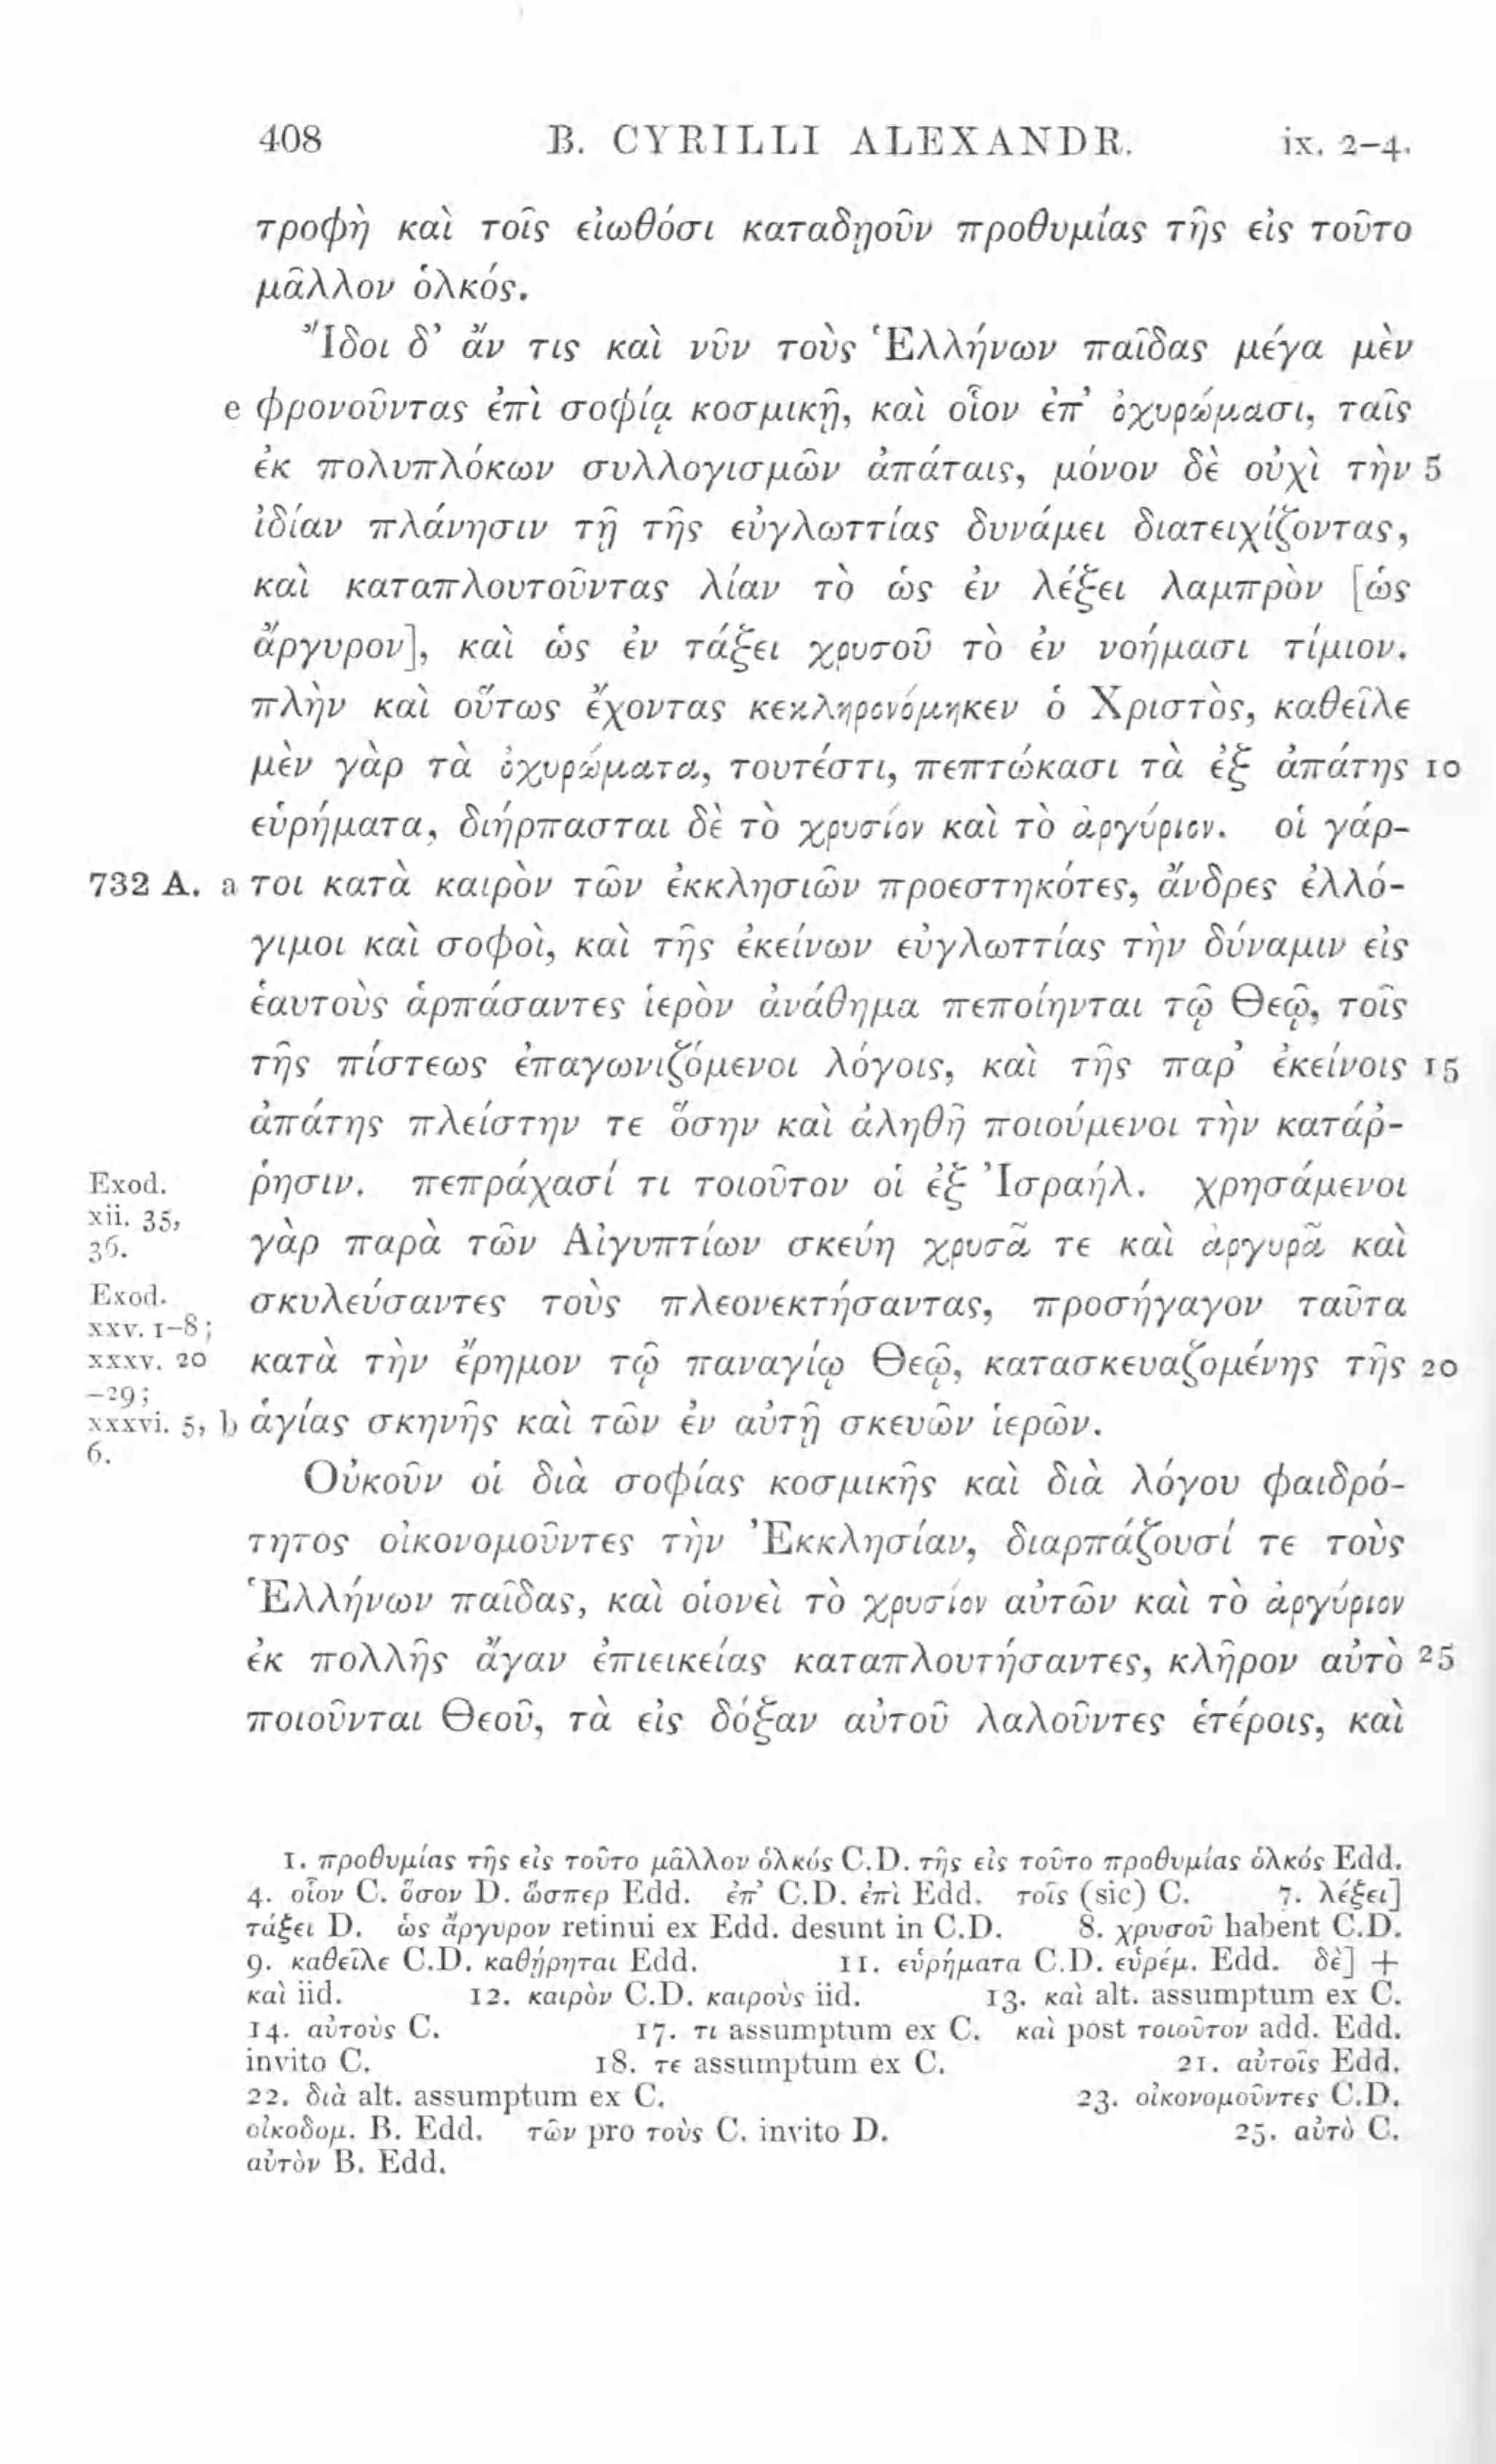 408 B. CYRILLI ALEXANDR. ix. 2–4.
τροφὴ καὶ τοῖς εἰωθόσι καταδῃοῦν προθυμίας τῆς εἰς τοῦτο
μᾶλλον ὁλκός.
Ἴδοι δ’ ἄν τις καὶ νῦν τοὺς Ἑλλήνων παῖδας μέγα μὲν
e φρονοῦντας ἐπὶ σοφίᾳ κοσμικῇ, καὶ οἷον ἐπ’ ὀχυρώμασι, ταῖς
ἐκ πολυπλόκων συλλογισμῶν ἀπάταις, μόνον δὲ οὐχὶ τὴν 5
ἰδίαν πλάνησιν τῇ τῆς εὐγλωττίας δυνάμει διατειχίζοντας,
καὶ καταπλουτοῦντας λίαν τὸ ὡς ἐν λέξει λαμπρὸν [ὡς
ἄργυρον], καὶ ὡς ἐν τάξει χρυσοῦ τὸ ἐν νοήμασι τίμιον.
πλὴν καὶ οὕτως ἔχοντας κεκληρονόμηκεν ὁ Χριστὸς, καθεῖλε
μὲν γὰρ τὰ ὀχυρώματα, τουτέστι, πεπτώκασι τὰ ἐξ ἀπάτης 10
εὑρήματα, διήρπασται δὲ τὸ χρυσίον καὶ τὸ ἀργύριον. οἱ γάρ-
732 A. a τοι κατὰ καιρὸν τῶν ἐκκλησιῶν προεστηκότες, ἄνδρες ἐλλό-
γιμοι καὶ σοφοὶ, καὶ τῆς ἐκείνων εὐγλωττίας τὴν δύναμιν εἰς
ἑαυτοὺς ἁρπάσαντες ἱερὸν ἀνάθημα πεποίηνται τῷ Θεῷ, τοῖς
τῆς πίστεως ἐπαγωνιζόμενοι λόγοις, καὶ τῆς παρ’ ἐκείνοις 15
ἀπάτης πλείστην τε ὅσην καὶ ἀληθῆ ποιούμενοι τὴν κατάῤ-
Exod. ῥησιν. πεπράχασί τι τοιοῦτον οἱ ἐξ Ἰσραήλ. χρησάμενοι
xii. 35,
36. γὰρ παρὰ τῶν Αἰγυπτίων σκεύη χρυσᾶ τε καὶ ἀργυρᾶ καὶ
Exod. σκυλεύσαντες τοὺς πλεονεκτήσαντας, προσήγαγον ταῦτα
xxv. 1–8;
xxxv. 20 κατὰ τὴν ἔρημον τῷ παναγίῳ Θεῷ, κατασκευαζομένης τῆς 20
–29;
xxxvi. 5, b ἁγίας σκηνῆς καὶ τῶν ἐν αὐτῇ σκευῶν ἱερῶν.
6.
Οὐκοῦν οἱ διὰ σοφίας κοσμικῆς καὶ διὰ λόγου φαιδρό-
τητος οἰκονομοῦντες τὴν Ἐκκλησίαν, διαρπάζουσί τε τοὺς
Ἑλλήνων παῖδας, καὶ οἱονεὶ τὸ χρυσίον αὐτῶν καὶ τὸ ἀργύριον
ἐκ πολλῆς ἄγαν ἐπιεικείας καταπλουτήσαντες, κλῆρον αὐτὸ 25
ποιοῦνται Θεοῦ, τὰ εἰς δόξαν αὐτοῦ λαλοῦντες ἑτέροις, καὶ
1. προθυμίας τῆς εἰς τοῦτο μᾶλλον ὁλκός C.D. τῆς εἰς τοῦτο προθυμίας ὁλκός Edd.
4. οἷον C. ὅσον D. ὥσπερ Edd. ἐπ’ C.D. ἐπὶ Edd. τοῖς (sic) C. 7. λέξει]
τάξει D. ὡς ἄργυρον retinui ex Edd. desunt in C.D. 8. χρυσοῦ habent C.D.
9. καθεῖλε C.D. καθῄρηται Edd. 11. εὑρήματα C.D. εὑρέμ. Edd. δὲ] +
καὶ iid. 12. καιρὸν C.D. καιροὺς iid. 13. καὶ alt. assumptum ex C.
14. αὐτοὺς C. 17. τι assumptum ex C. καὶ post τοιοῦτον add. Edd.
invito C. 18. τε assumptum ex C. 21. αὐτοῖς Edd.
22. διὰ alt. assumptum ex C. 23. οἰκονομοῦντες C.D.
οἰκοδομ. B. Edd. τῶν pro τοὺς C. invito D. 25. αὐτὸ C.
αὐτὸν B. Edd.